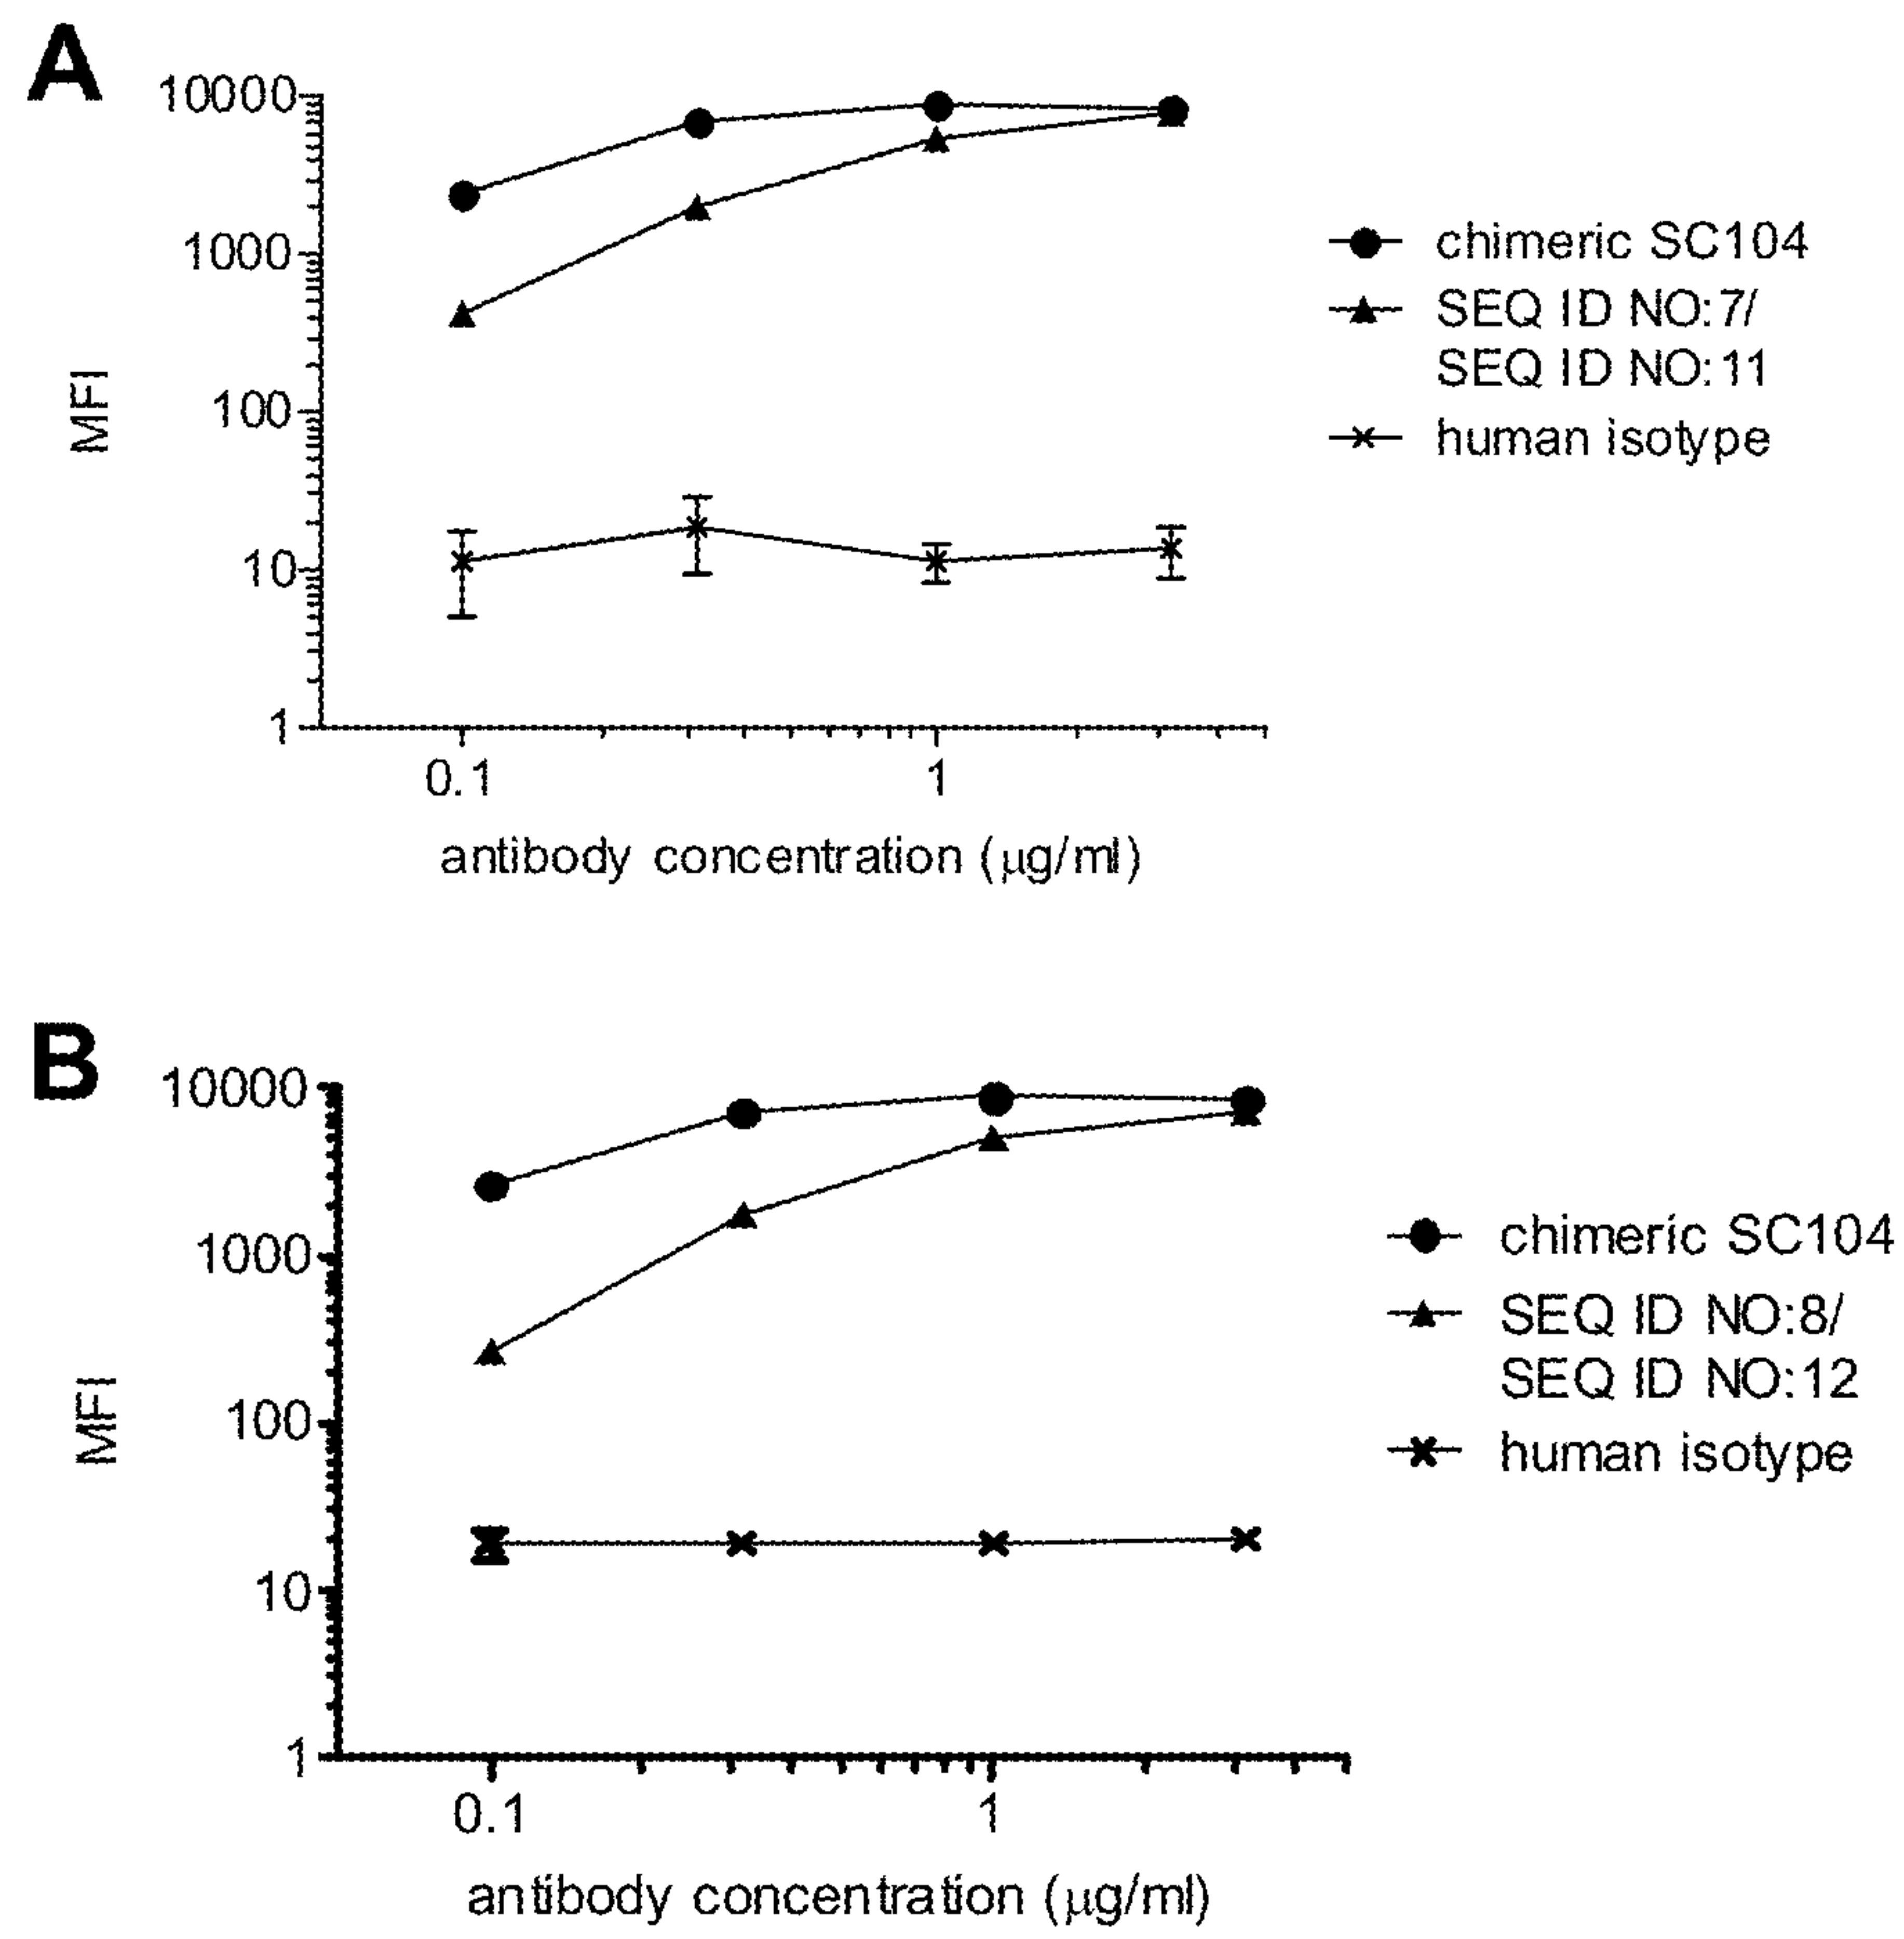 A
10000
1000
100
10
1
MFI
0.1
1
antibody concentration (µg/ml)
chimeric SC104
SEQ ID NO:7/
SEQ ID NO:11
human isotype
B
10000
1000
100
10
1
MFI
0.1
1
antibody concentration (µg/ml)
chimeric SC104
SEQ ID NO:8/
SEQ ID NO:12
human isotype